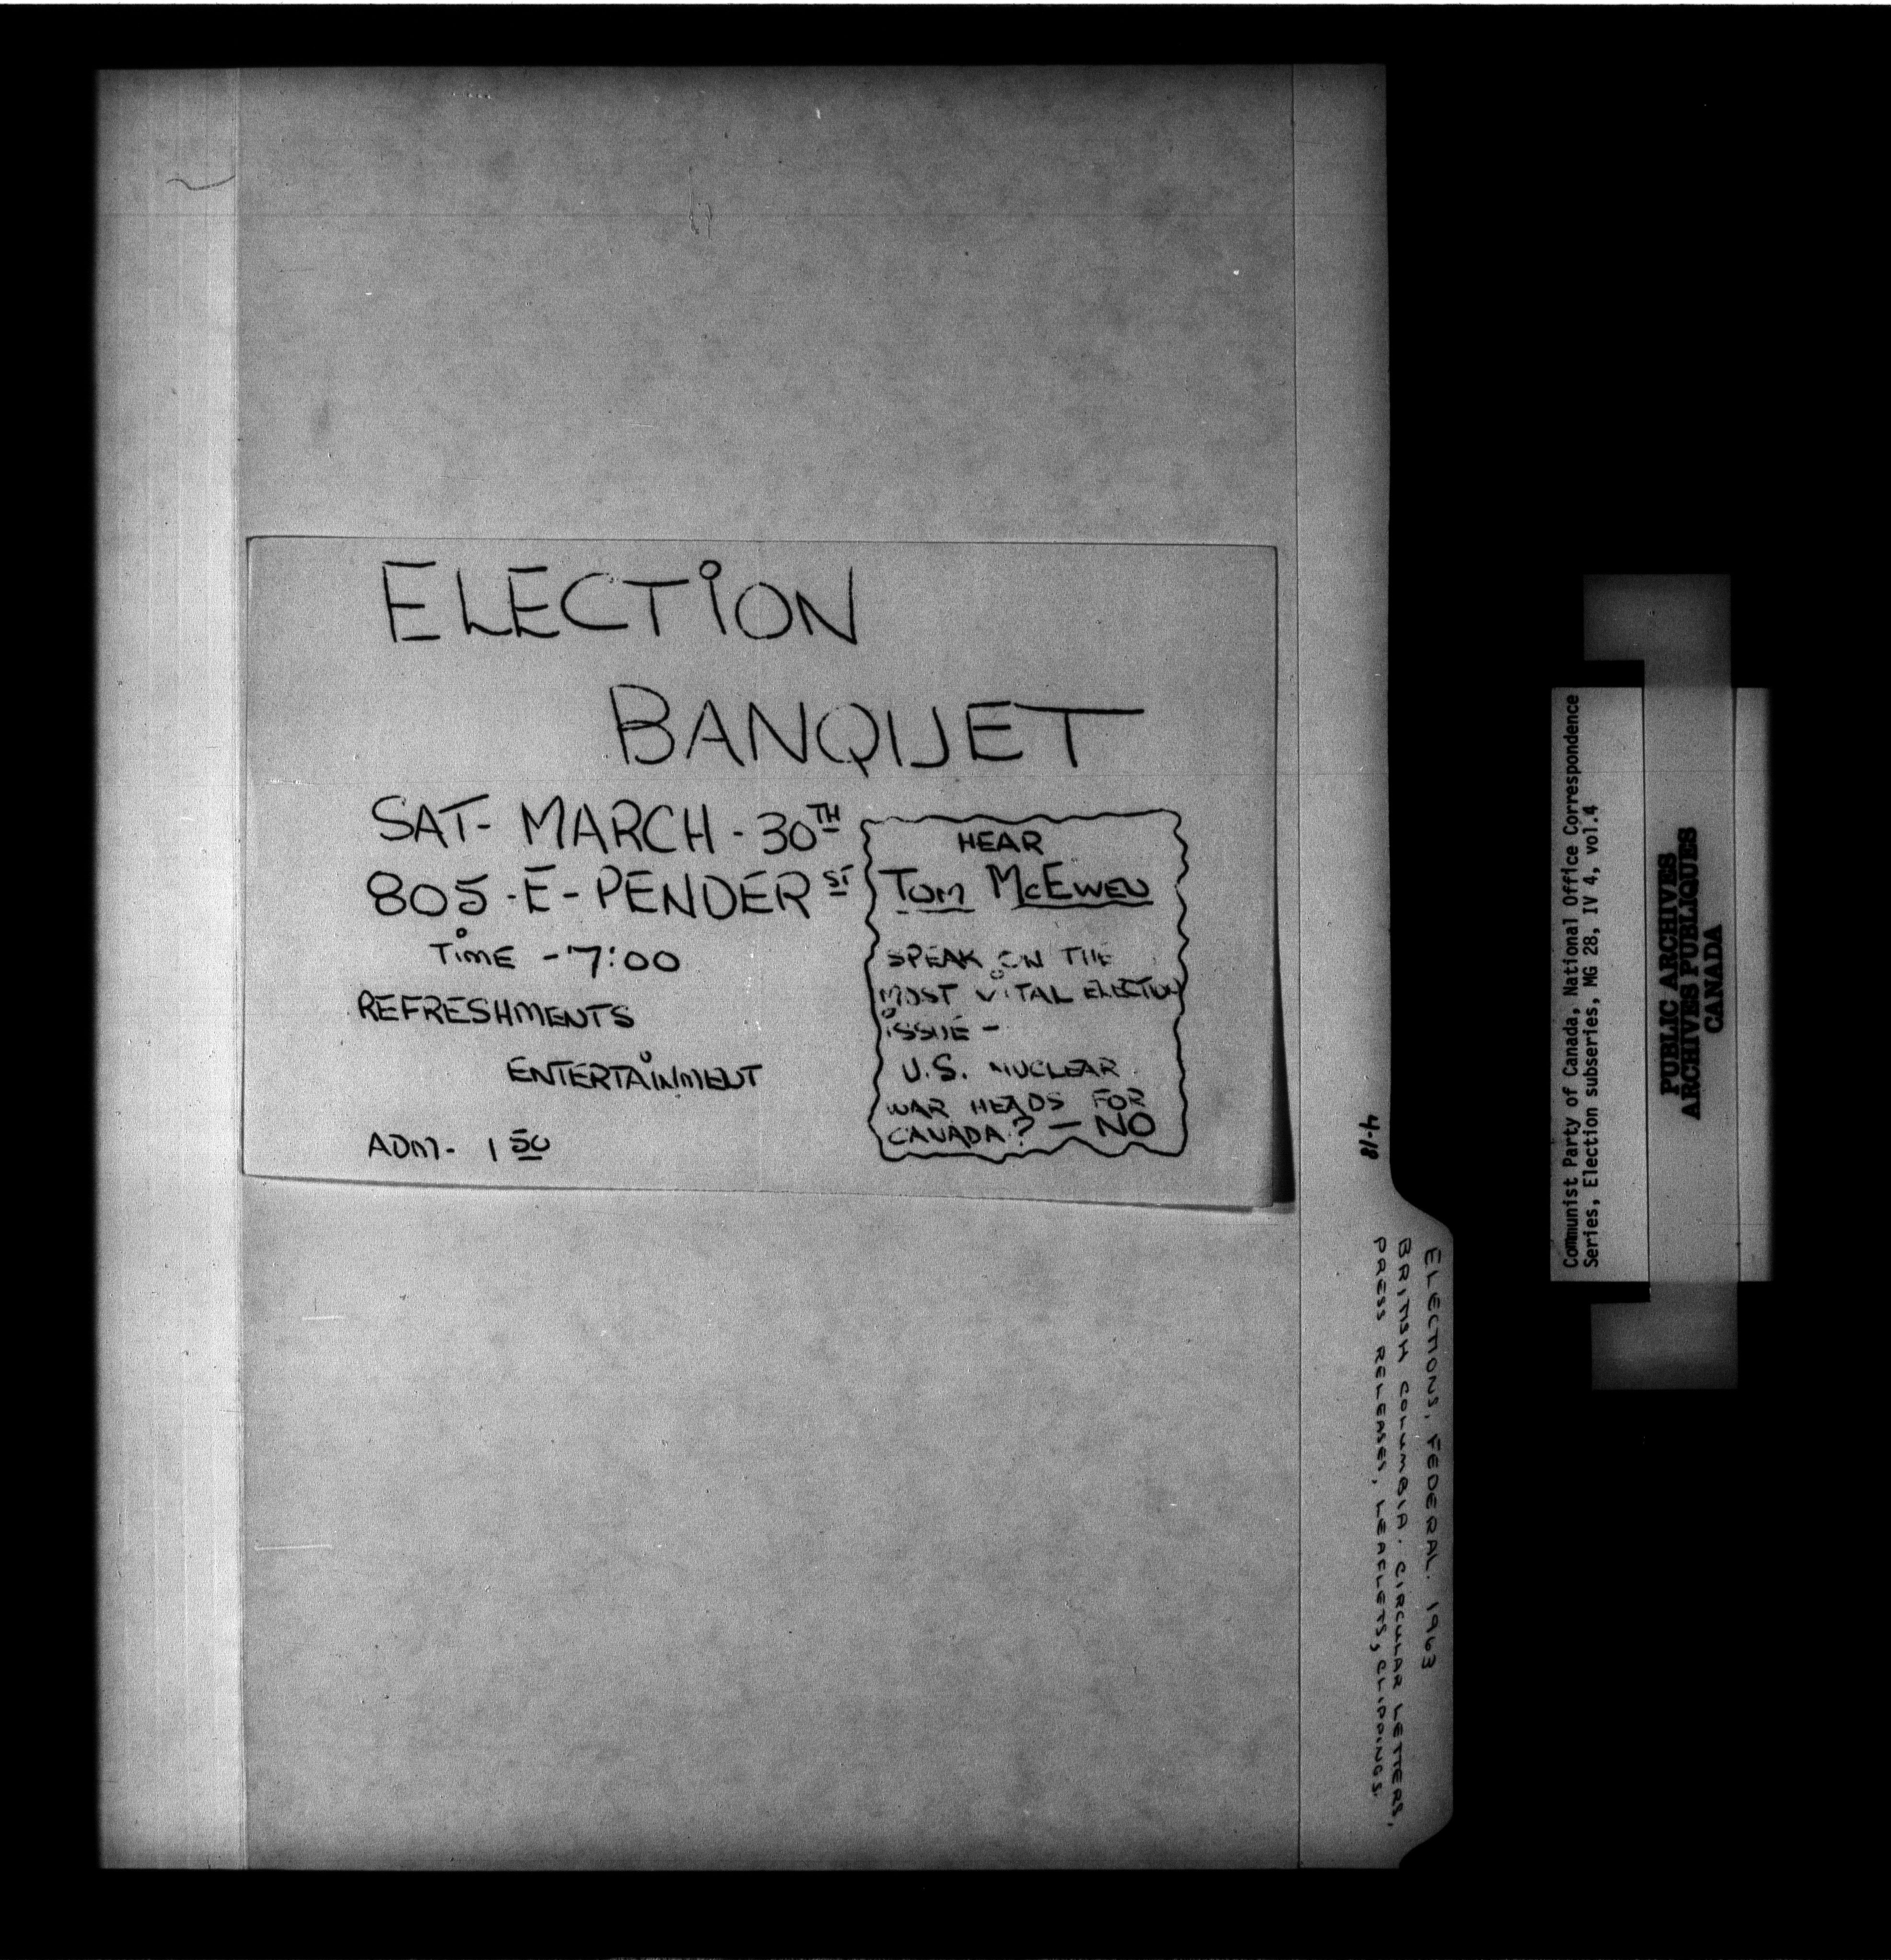 ELECTION
BANQUET
SAT- MARCH - 30TH
805 - E - PENDER ST
TIME - 7:00
REFRESHMENTS
ENTERTAINMENT
ADM- 1 50
HEAR
TOM McEWEN
SPEAK ON THE
MOST VITAL ELECTION
ISSUE -
U.S. NUCLEAR
WAR HEADS FOR
CANADA? - NO
4-18
ELECTIONS, FEDERAL. 1963
BRITISH COLUMBIA. CIRCULAR LETTERS,
PRESS RELEASES, LEAFLETS, CLIPPINGS.
Communist Party of Canada, National Office Correspondence
Series, Election subseries, MG 28, IV 4, vol.4
PUBLIC ARCHIVES
ARCHIVES PUBLIQUES
CANADA